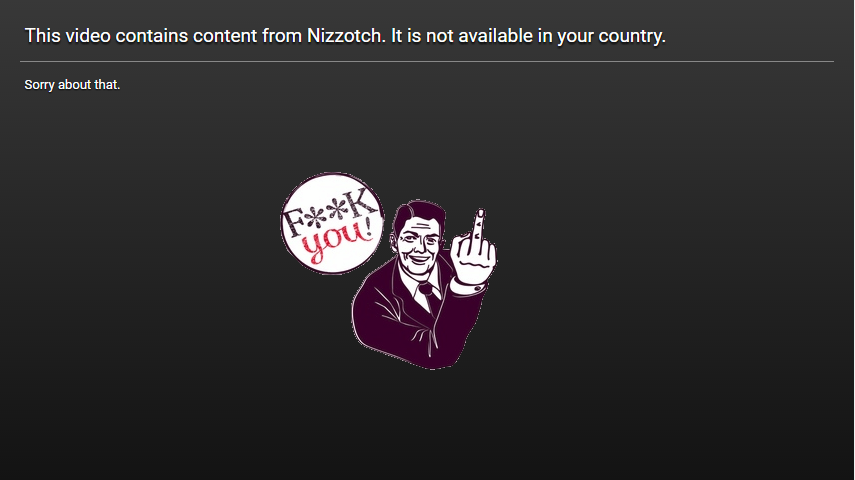 This video contains content from Nizzotch. It is not available in your country.
Sorry about that.
F**K
you!